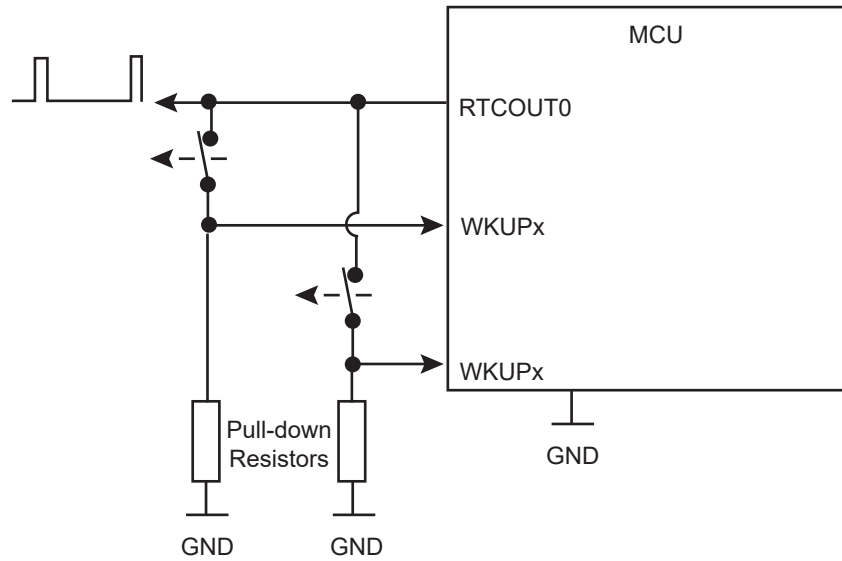 MCU
RTCOUT0
WKUPx
WKUPx
Pull-down
Resistors
GND
GND
GND